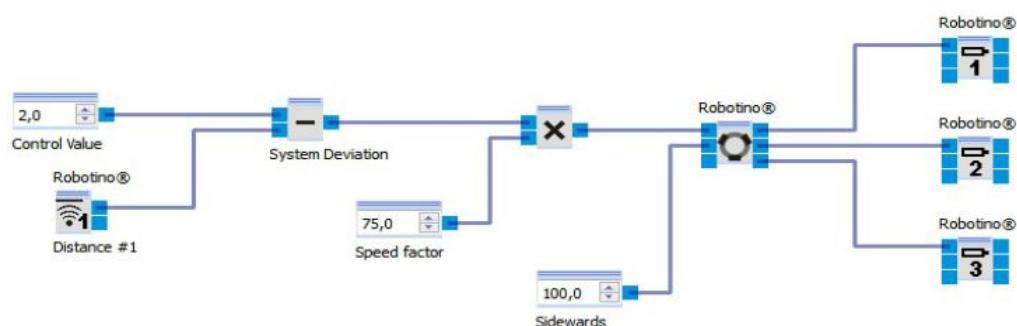 Robotino®
1
2,0
Control Value
−
System Deviation
×
Robotino®
Robotino®
2
Robotino®
1
Distance #1
75,0
Speed factor
Robotino®
3
100,0
Sidewards